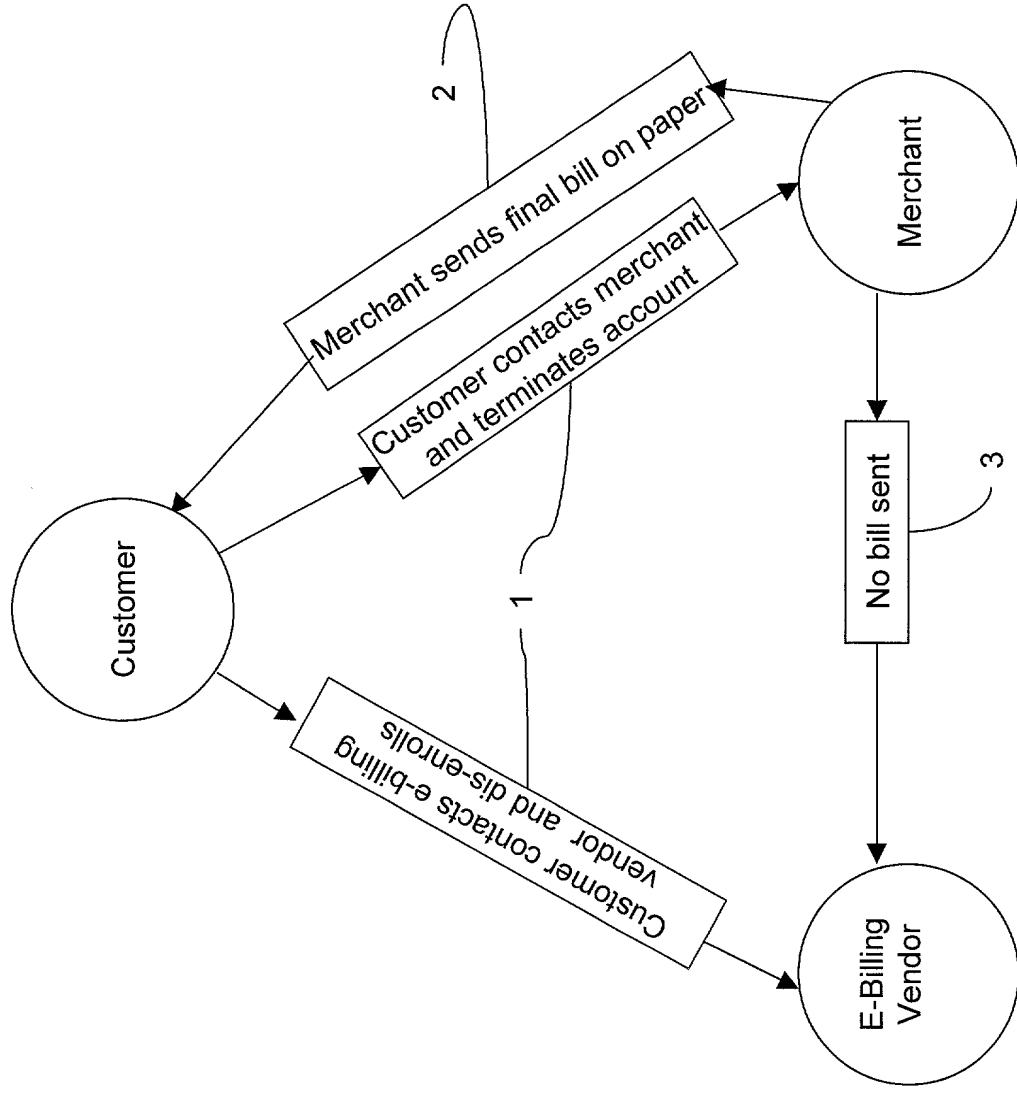 Customer
Customer contacts e-billing
vendor and dis-enrolls
1
Customer contacts merchant
and terminates account
Merchant sends final bill on paper
2
E-Billing
Vendor
No bill sent
3
Merchant